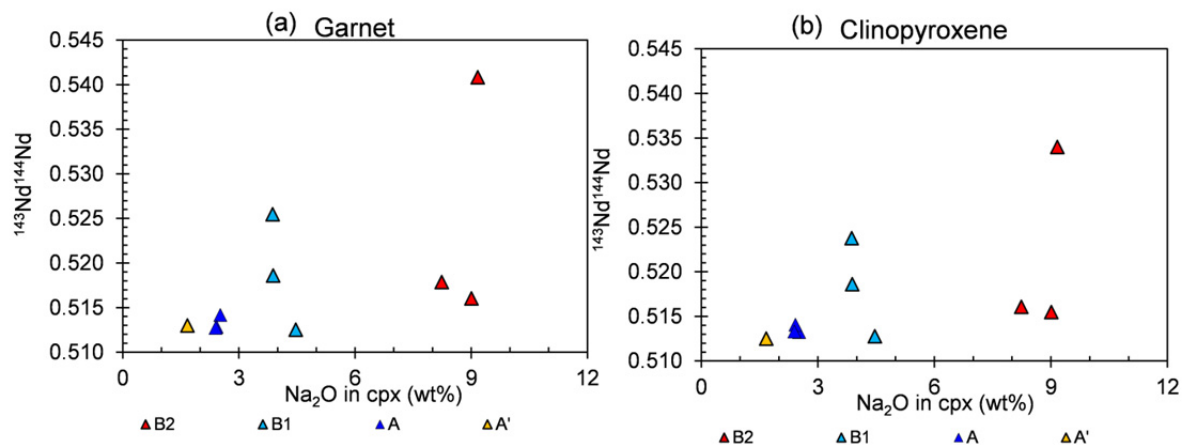 (a) Garnet
0.545
0.540
0.535
0.530
0.525
0.520
0.515
0.510
¹⁴³Nd¹⁴⁴Nd
0 3 6 9 12
Na₂O in cpx (wt%)
B2 B1 A A'
(b) Clinopyroxene
0.545
0.540
0.535
0.530
0.525
0.520
0.515
0.510
¹⁴³Nd¹⁴⁴Nd
0 3 6 9 12
Na₂O in cpx (wt%)
B2 B1 A A'